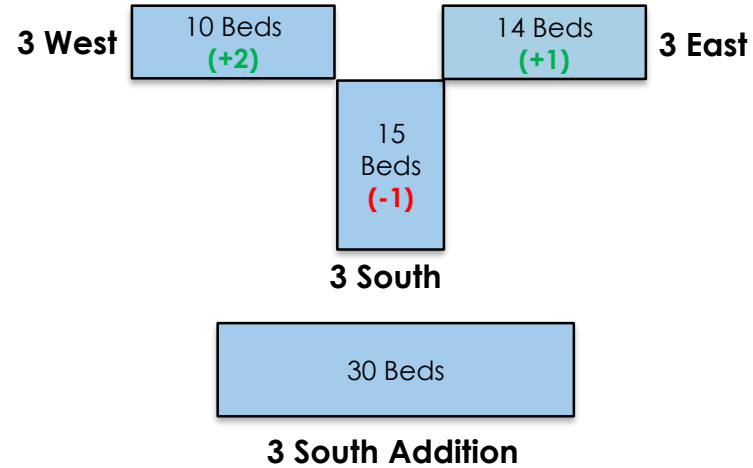 3 West
10 Beds
(+2)
14 Beds
(+1)
3 East
15
Beds
(-1)
3 South
30 Beds
3 South Addition